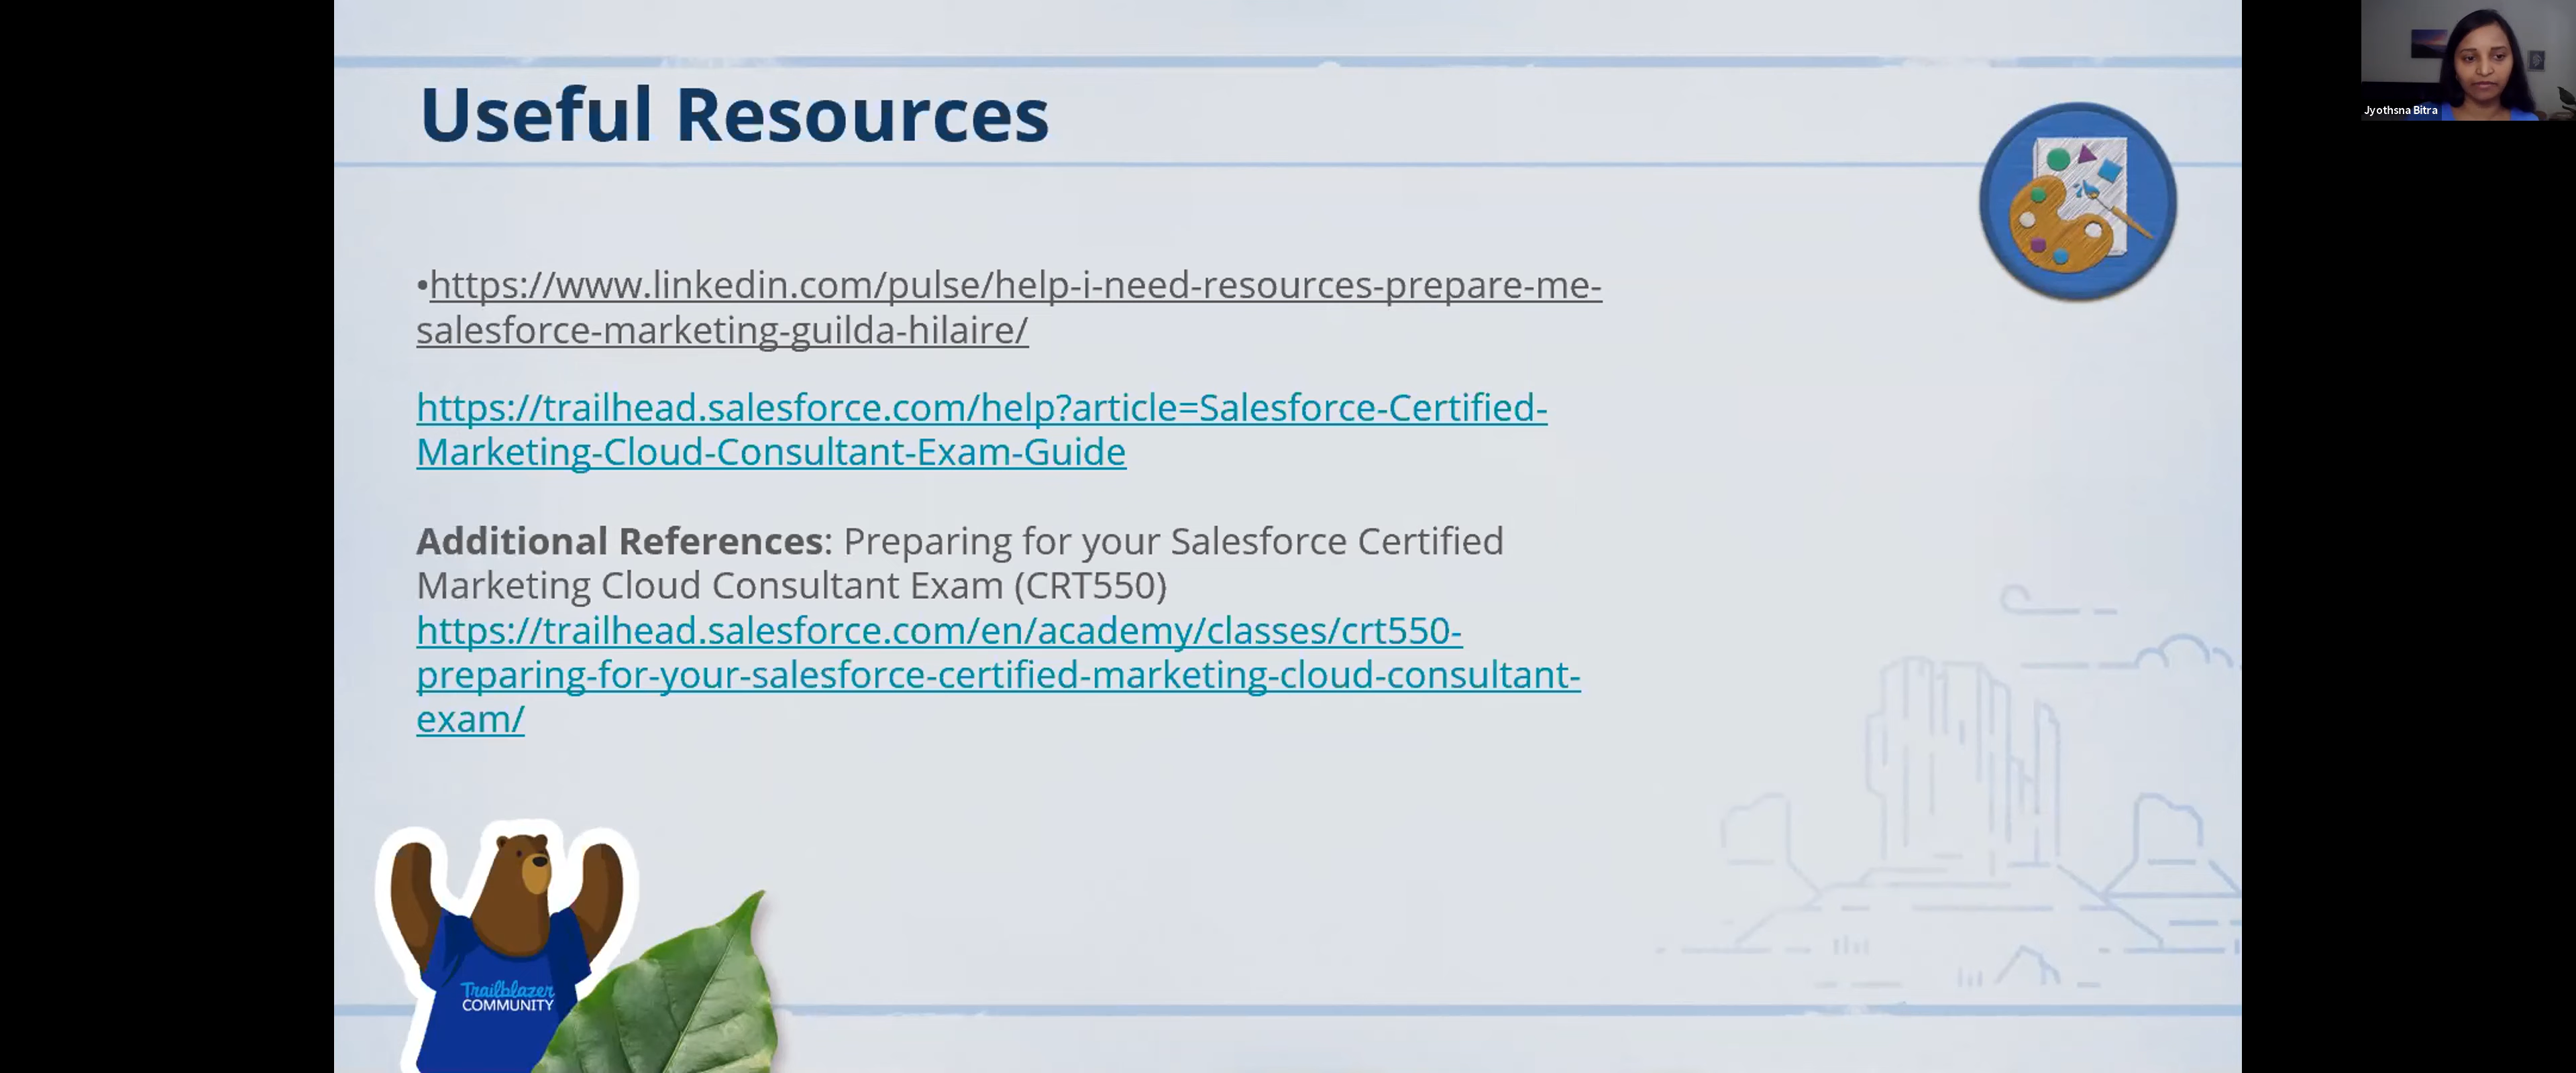 Useful Resources
Jyothsna Bitra
•https://www.linkedin.com/pulse/help-i-need-resources-prepare-me-
salesforce-marketing-guilda-hilaire/
https://trailhead.salesforce.com/help?article=Salesforce-Certified-
Marketing-Cloud-Consultant-Exam-Guide
Additional References: Preparing for your Salesforce Certified
Marketing Cloud Consultant Exam (CRT550)
https://trailhead.salesforce.com/en/academy/classes/crt550-
preparing-for-your-salesforce-certified-marketing-cloud-consultant-
exam/
Trailblazer
COMMUNITY